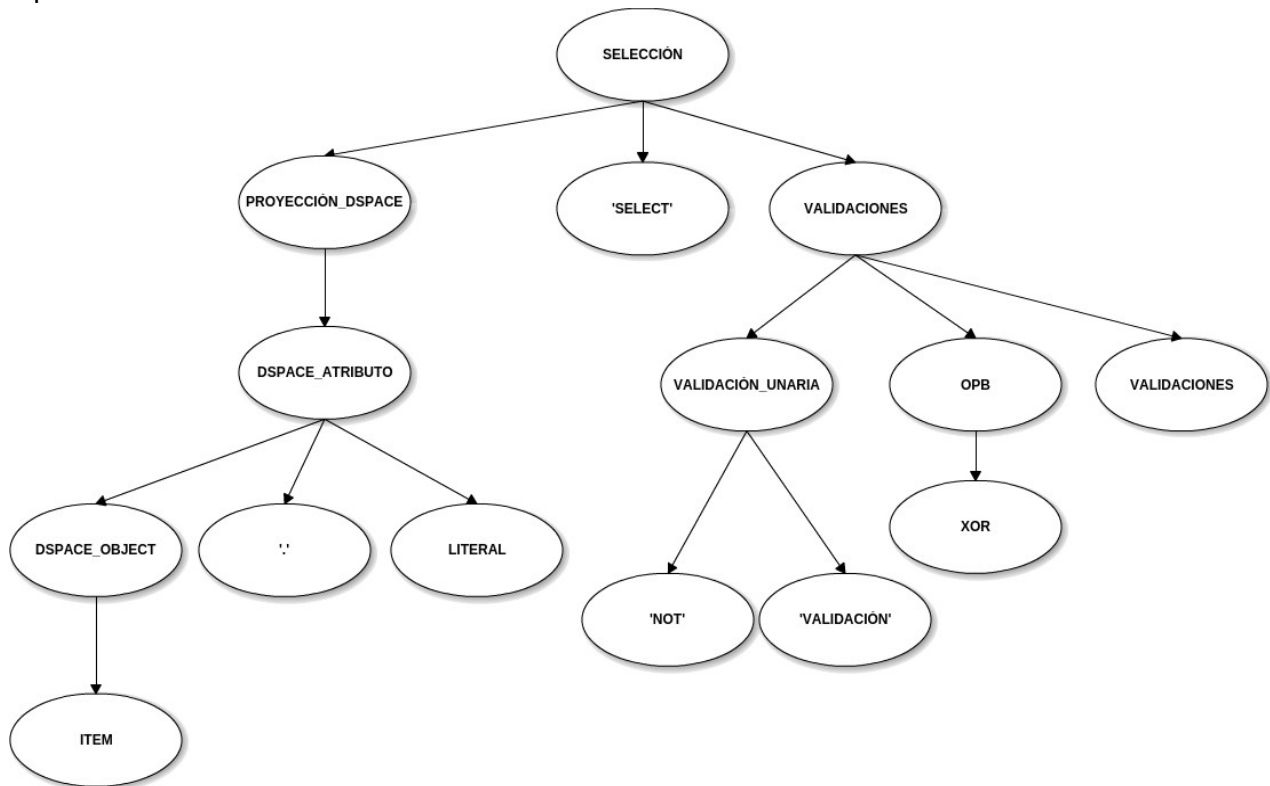 SELECCIÓN
PROYECCIÓN_DSPACE
'SELECT'
VALIDACIONES
DSPACE_ATRIBUTO
VALIDACIÓN_UNARIA
OPB
VALIDACIONES
DSPACE_OBJECT
'.'
LITERAL
XOR
'NOT'
'VALIDACIÓN'
ITEM